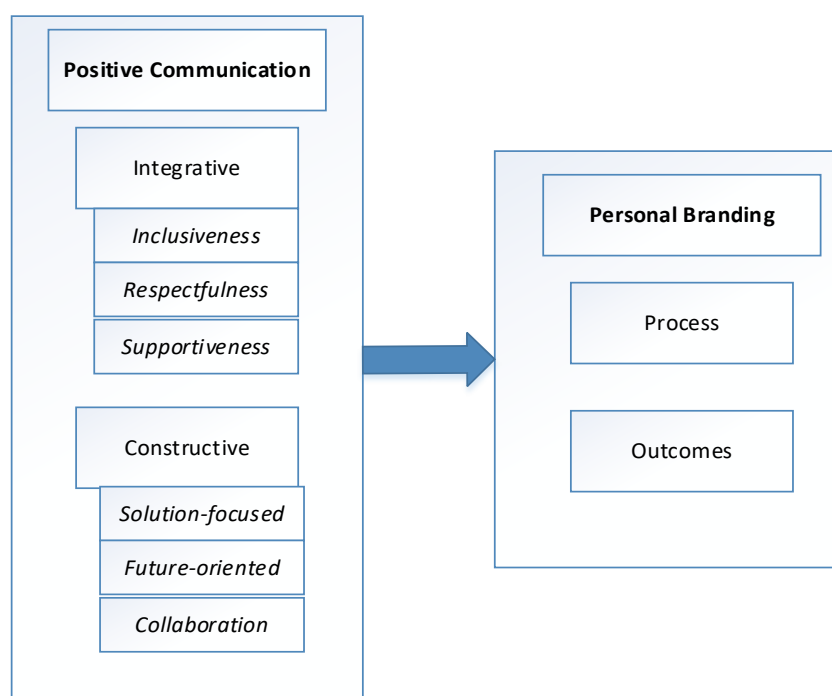 Positive Communication
Integrative
Inclusiveness
Respectfulness
Supportiveness
Constructive
Solution-focused
Future-oriented
Collaboration
Personal Branding
Process
Outcomes